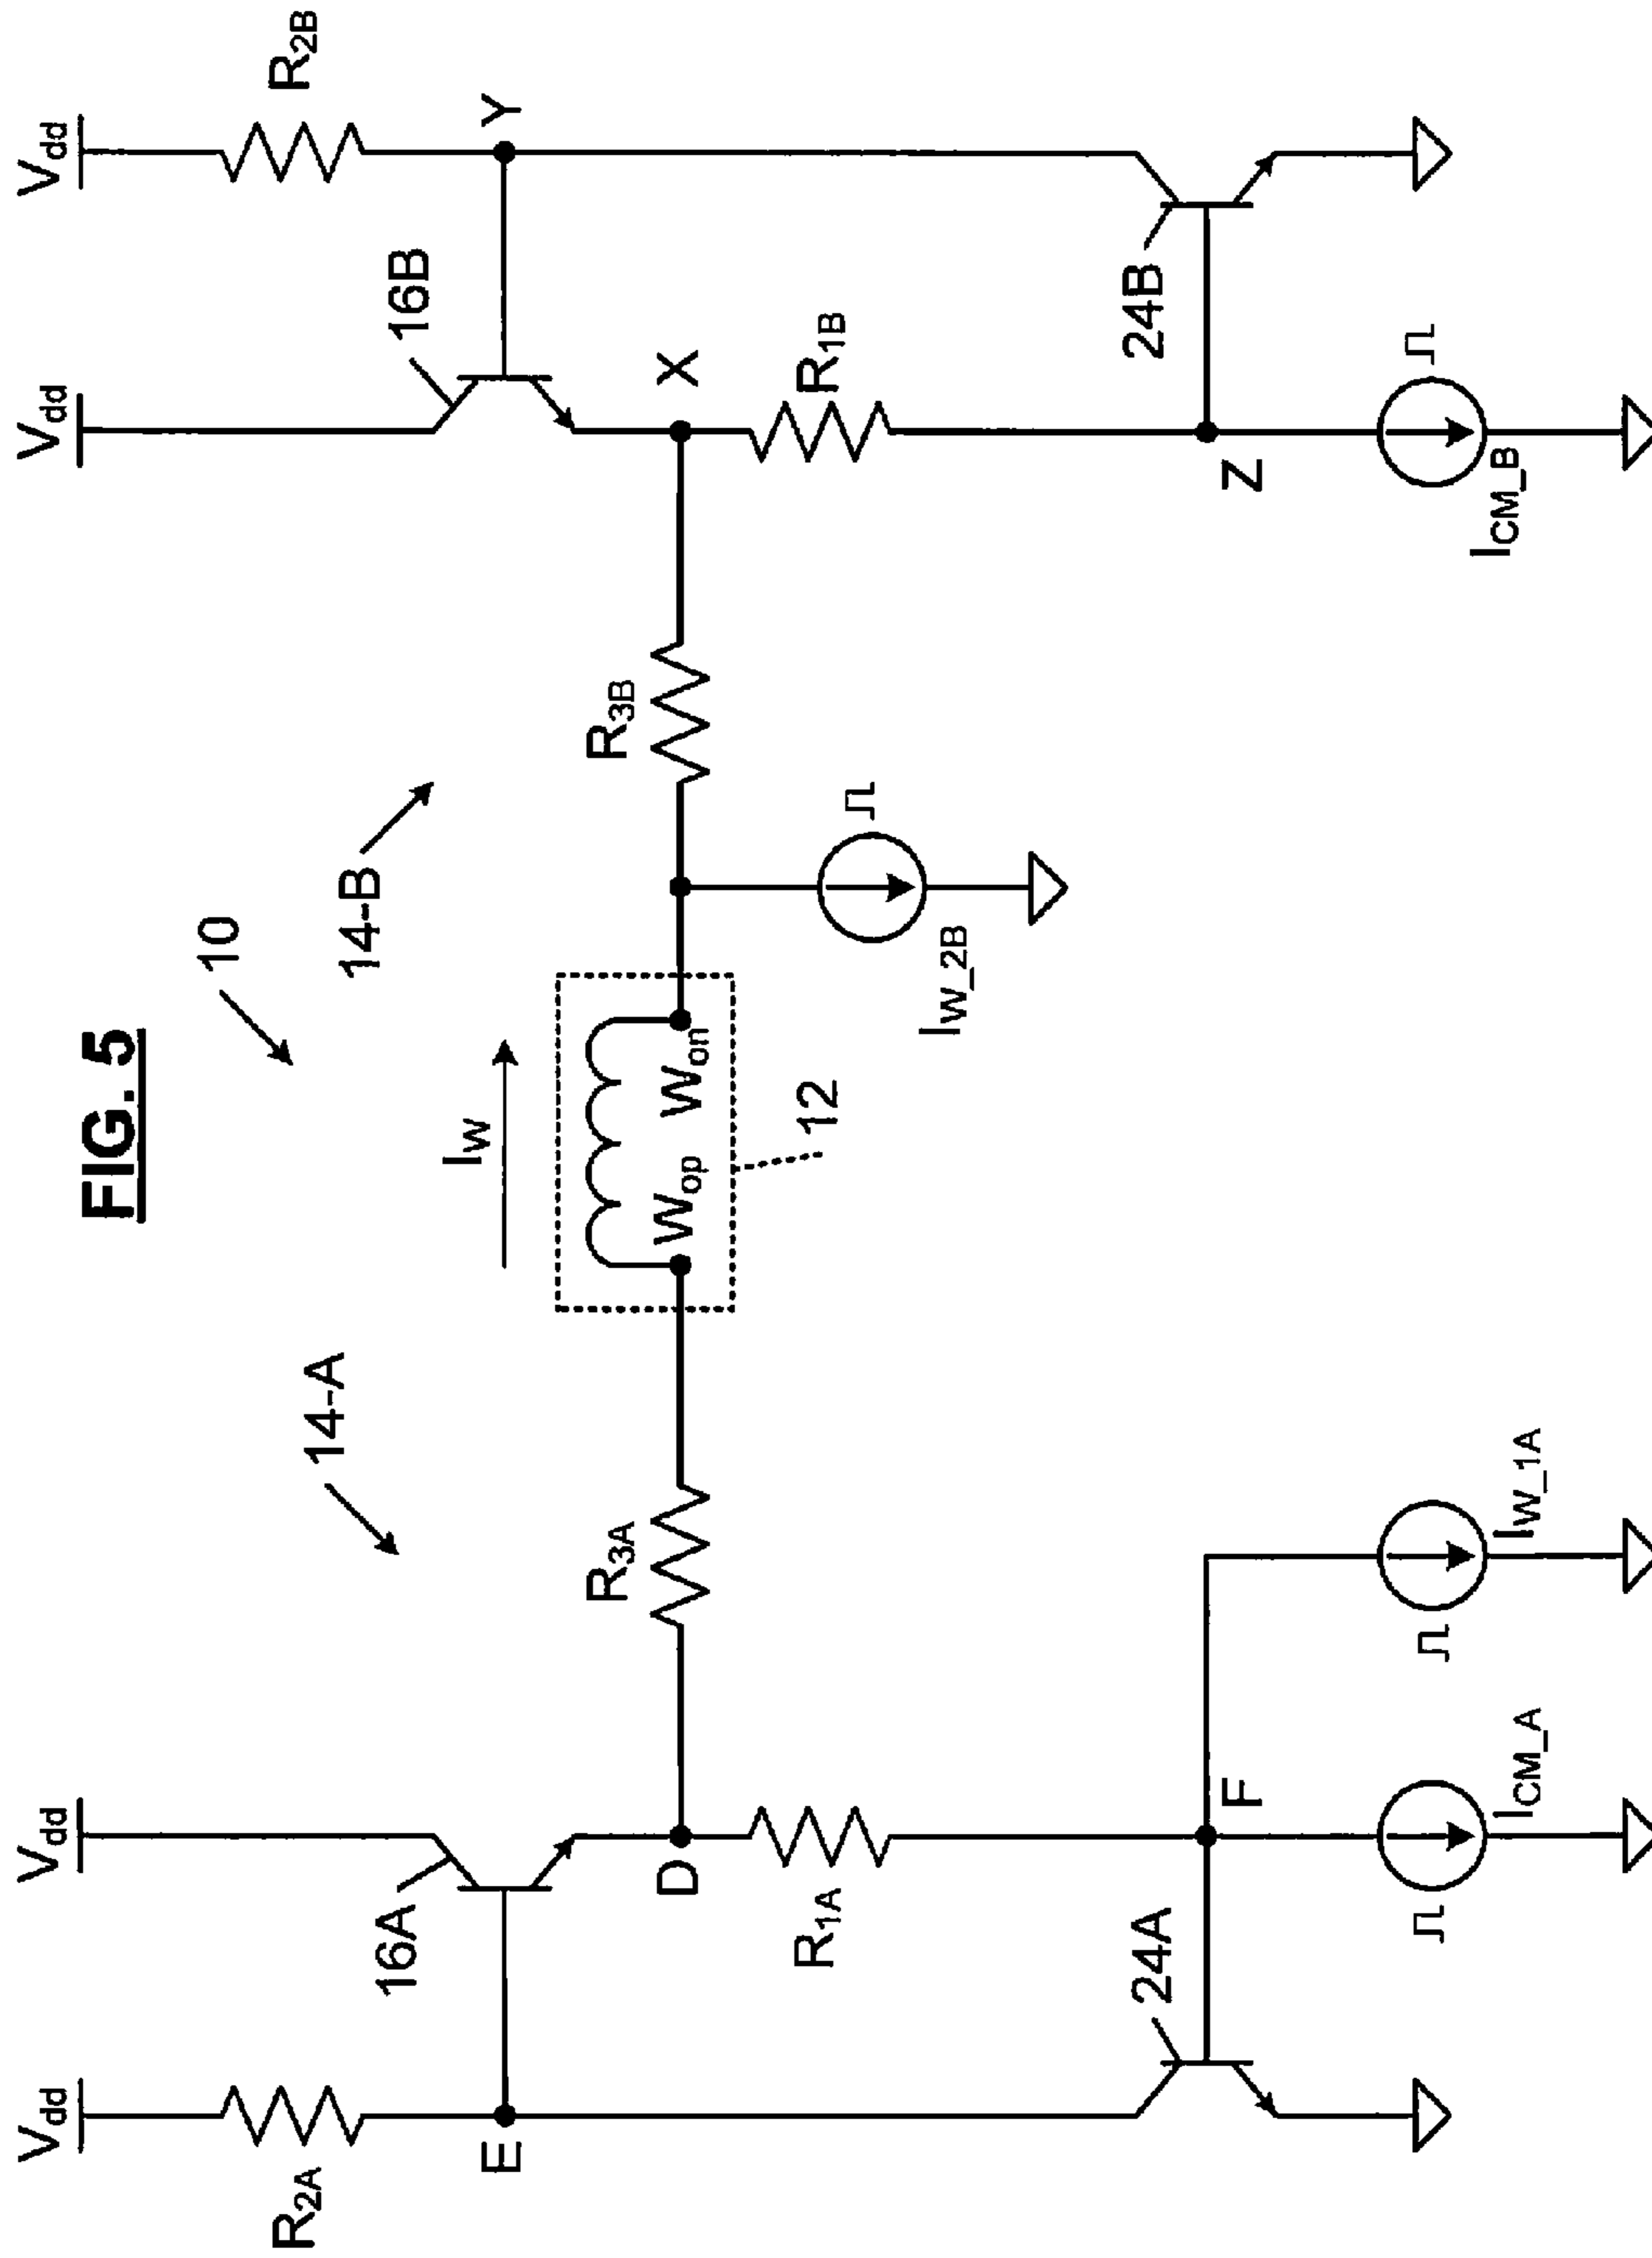 FIG. 5
10
14-A
14-B
Vdd
Vdd
Vdd
Vdd
R2A
R2B
16A
16B
E
Y
IW
D
X
R3A
R3B
Wop
Won
12
R1A
R1B
IW_2B
24A
24B
F
Z
ICM_A
IW_1A
ICM_B